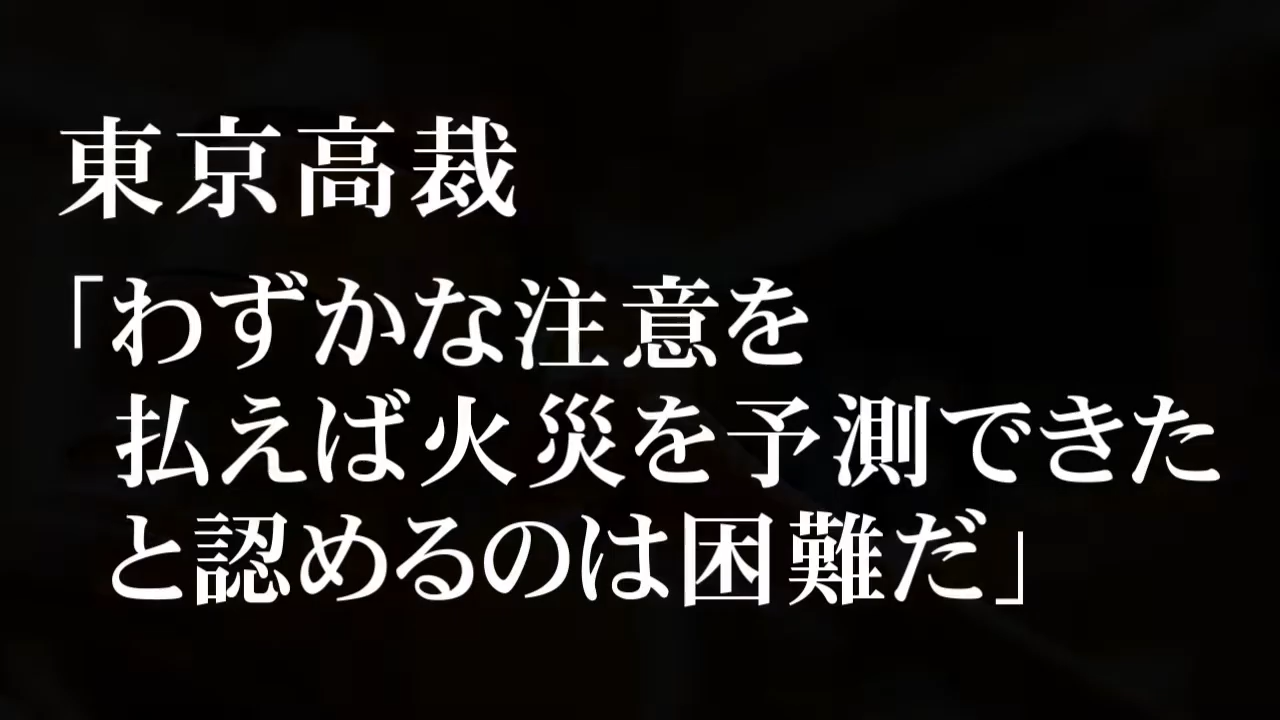 東京高裁
「わずかな注意を
払えば火災を予測できた
と認めるのは困難だ」